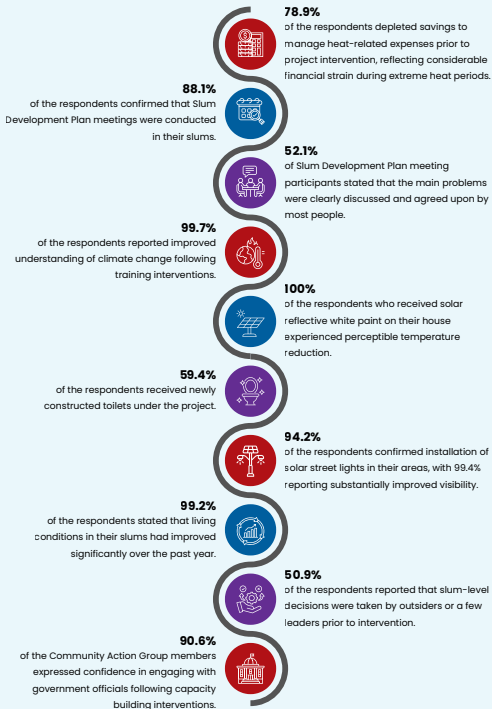 78.9%
of the respondents depleted savings to
manage heat-related expenses prior to
project intervention, reflecting considerable
financial strain during extreme heat periods.
88.1%
of the respondents confirmed that Slum
Development Plan meetings were conducted
in their slums.
52.1%
of Slum Development Plan meeting
participants stated that the main problems
were clearly discussed and agreed upon by
most people.
99.7%
of the respondents reported improved
understanding of climate change following
training interventions.
100%
of the respondents who received solar
reflective white paint on their house
experienced perceptible temperature
reduction.
59.4%
of the respondents received newly
constructed toilets under the project.
94.2%
of the respondents confirmed installation of
solar street lights in their areas, with 99.4%
reporting substantially improved visibility.
99.2%
of the respondents stated that living
conditions in their slums had improved
significantly over the past year.
50.9%
of the respondents reported that slum-level
decisions were taken by outsiders or a few
leaders prior to intervention.
90.6%
of the Community Action Group members
expressed confidence in engaging with
government officials following capacity
building interventions.